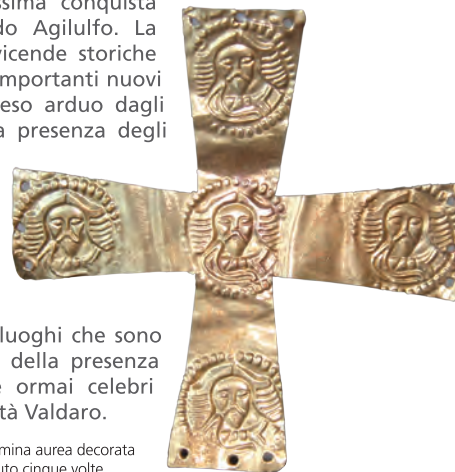 ssima conquista
do Agilulfo. La
vicende storiche
importanti nuovi
eso arduo dagli
a presenza degli
luoghi che sono
della presenza
e ormai celebri
tà Valdaro.
mina aurea decorata
uto cinque volte